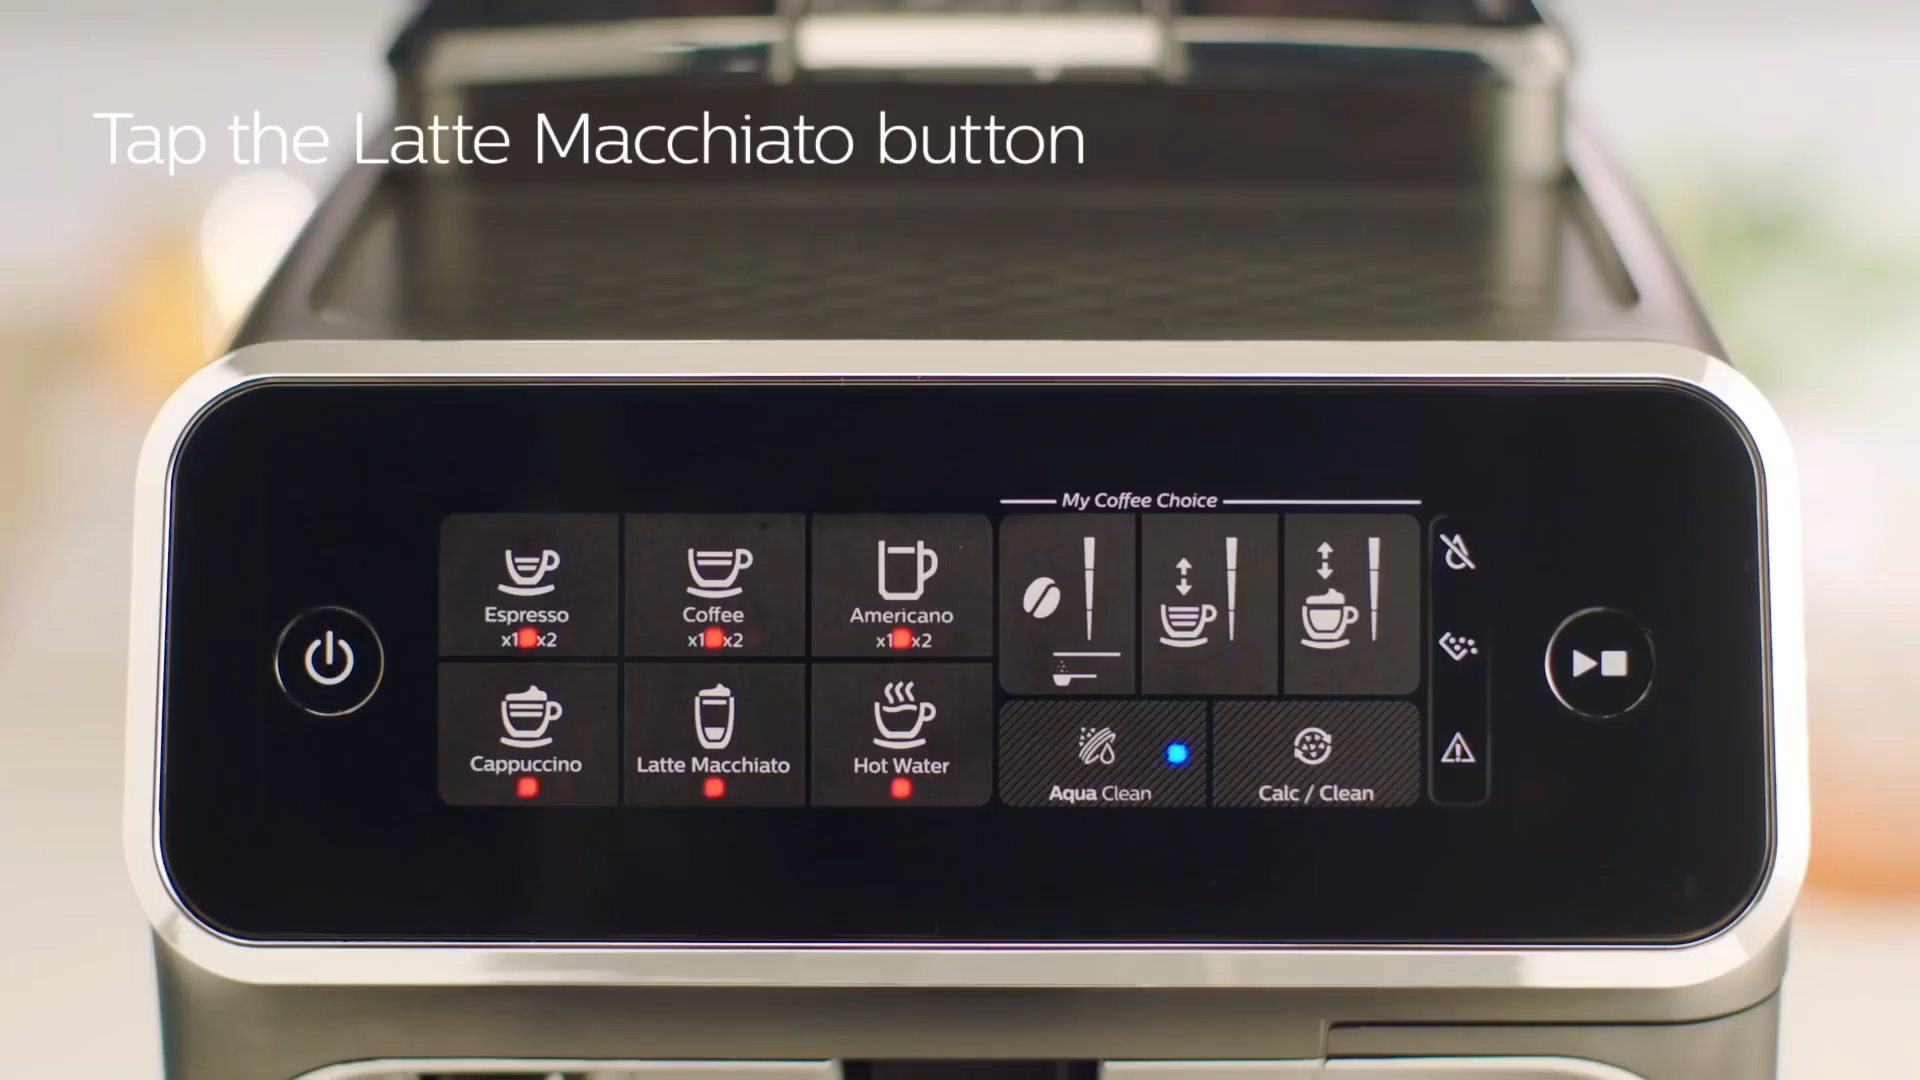 Tap the Latte Macchiato button
My Coffee Choice
Espresso
x1 x2
Coffee
x1 x2
Americano
x1 x2
Cappuccino
Latte Macchiato
Hot Water
Aqua Clean
Calc / Clean